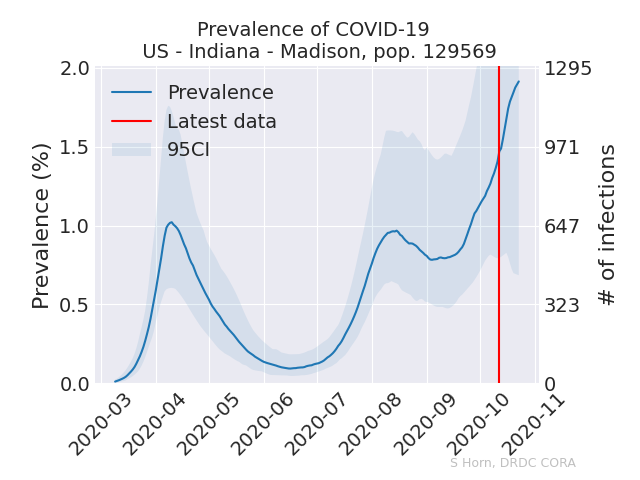 Prevalence of COVID-19
US - Indiana - Madison, pop. 129569
2.0
1.5
1.0
0.5
0.0
Prevalence (%)
Prevalence
Latest data
95CI
1295
971
647
323
0
# of infections
2020-03
2020-04
2020-05
2020-06
2020-07
2020-08
2020-09
2020-10
2020-11
S Horn, DRDC CORA